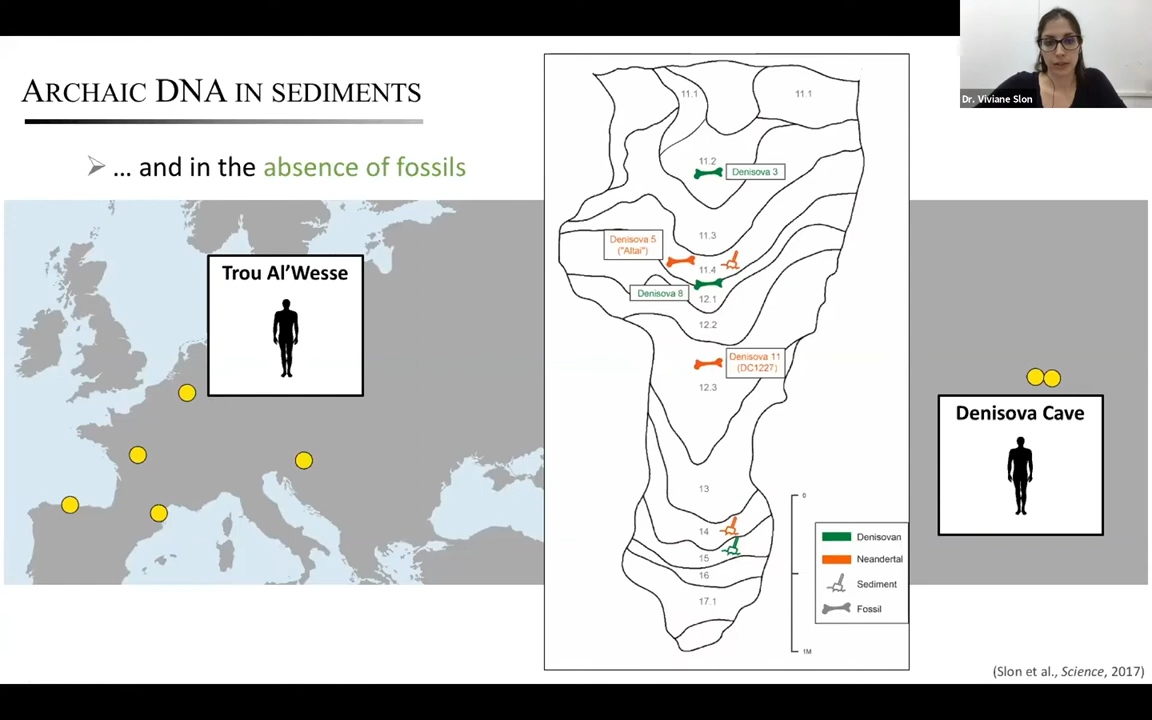 Dr. Viviane Slon
ARCHAIC DNA IN SEDIMENTS
… and in the absence of fossils
Trou Al’Wesse
11.1
11.1
11.2
Denisova 3
11.3
Denisova 5
("Altai")
11.4
Denisova 8
12.1
12.2
Denisova 11
(DC1227)
12.3
13
14
15
16
17.1
0
1M
Denisovan
Neandertal
Sediment
Fossil
Denisova Cave
(Slon et al., Science, 2017)